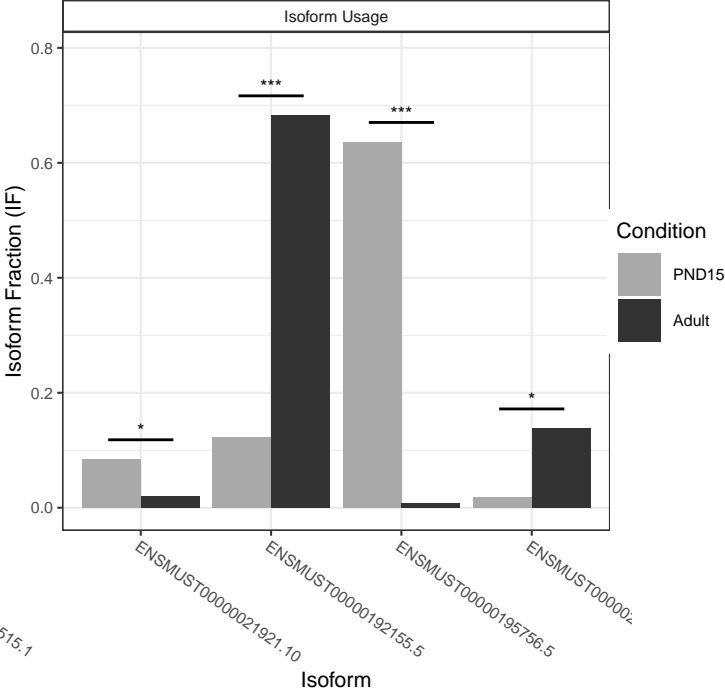 Isoform Usage
0.8
***
***
0.6
Isoform Fraction (IF)
Condition
PND15
0.4
Adult
0.2
*
*
0.0
ENSMUST00000021921.10
ENSMUST00000192155.5
ENSMUST00000195756.5
515.1
Isoform